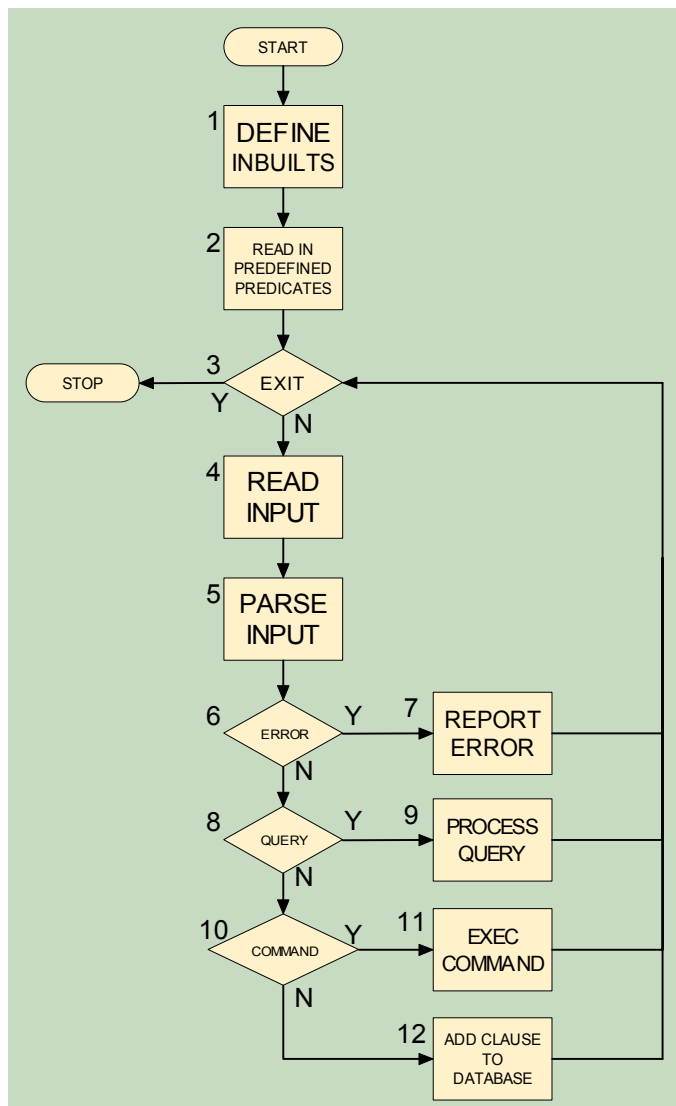 START
1
DEFINE
INBUILTS
2
READ IN
PREDEFINED
PREDICATES
3
EXIT
STOP
Y
N
4
READ
INPUT
5
PARSE
INPUT
6
ERROR
Y
N
7
REPORT
ERROR
8
QUERY
Y
N
9
PROCESS
QUERY
10
COMMAND
Y
N
11
EXEC
COMMAND
12
ADD CLAUSE
TO
DATABASE